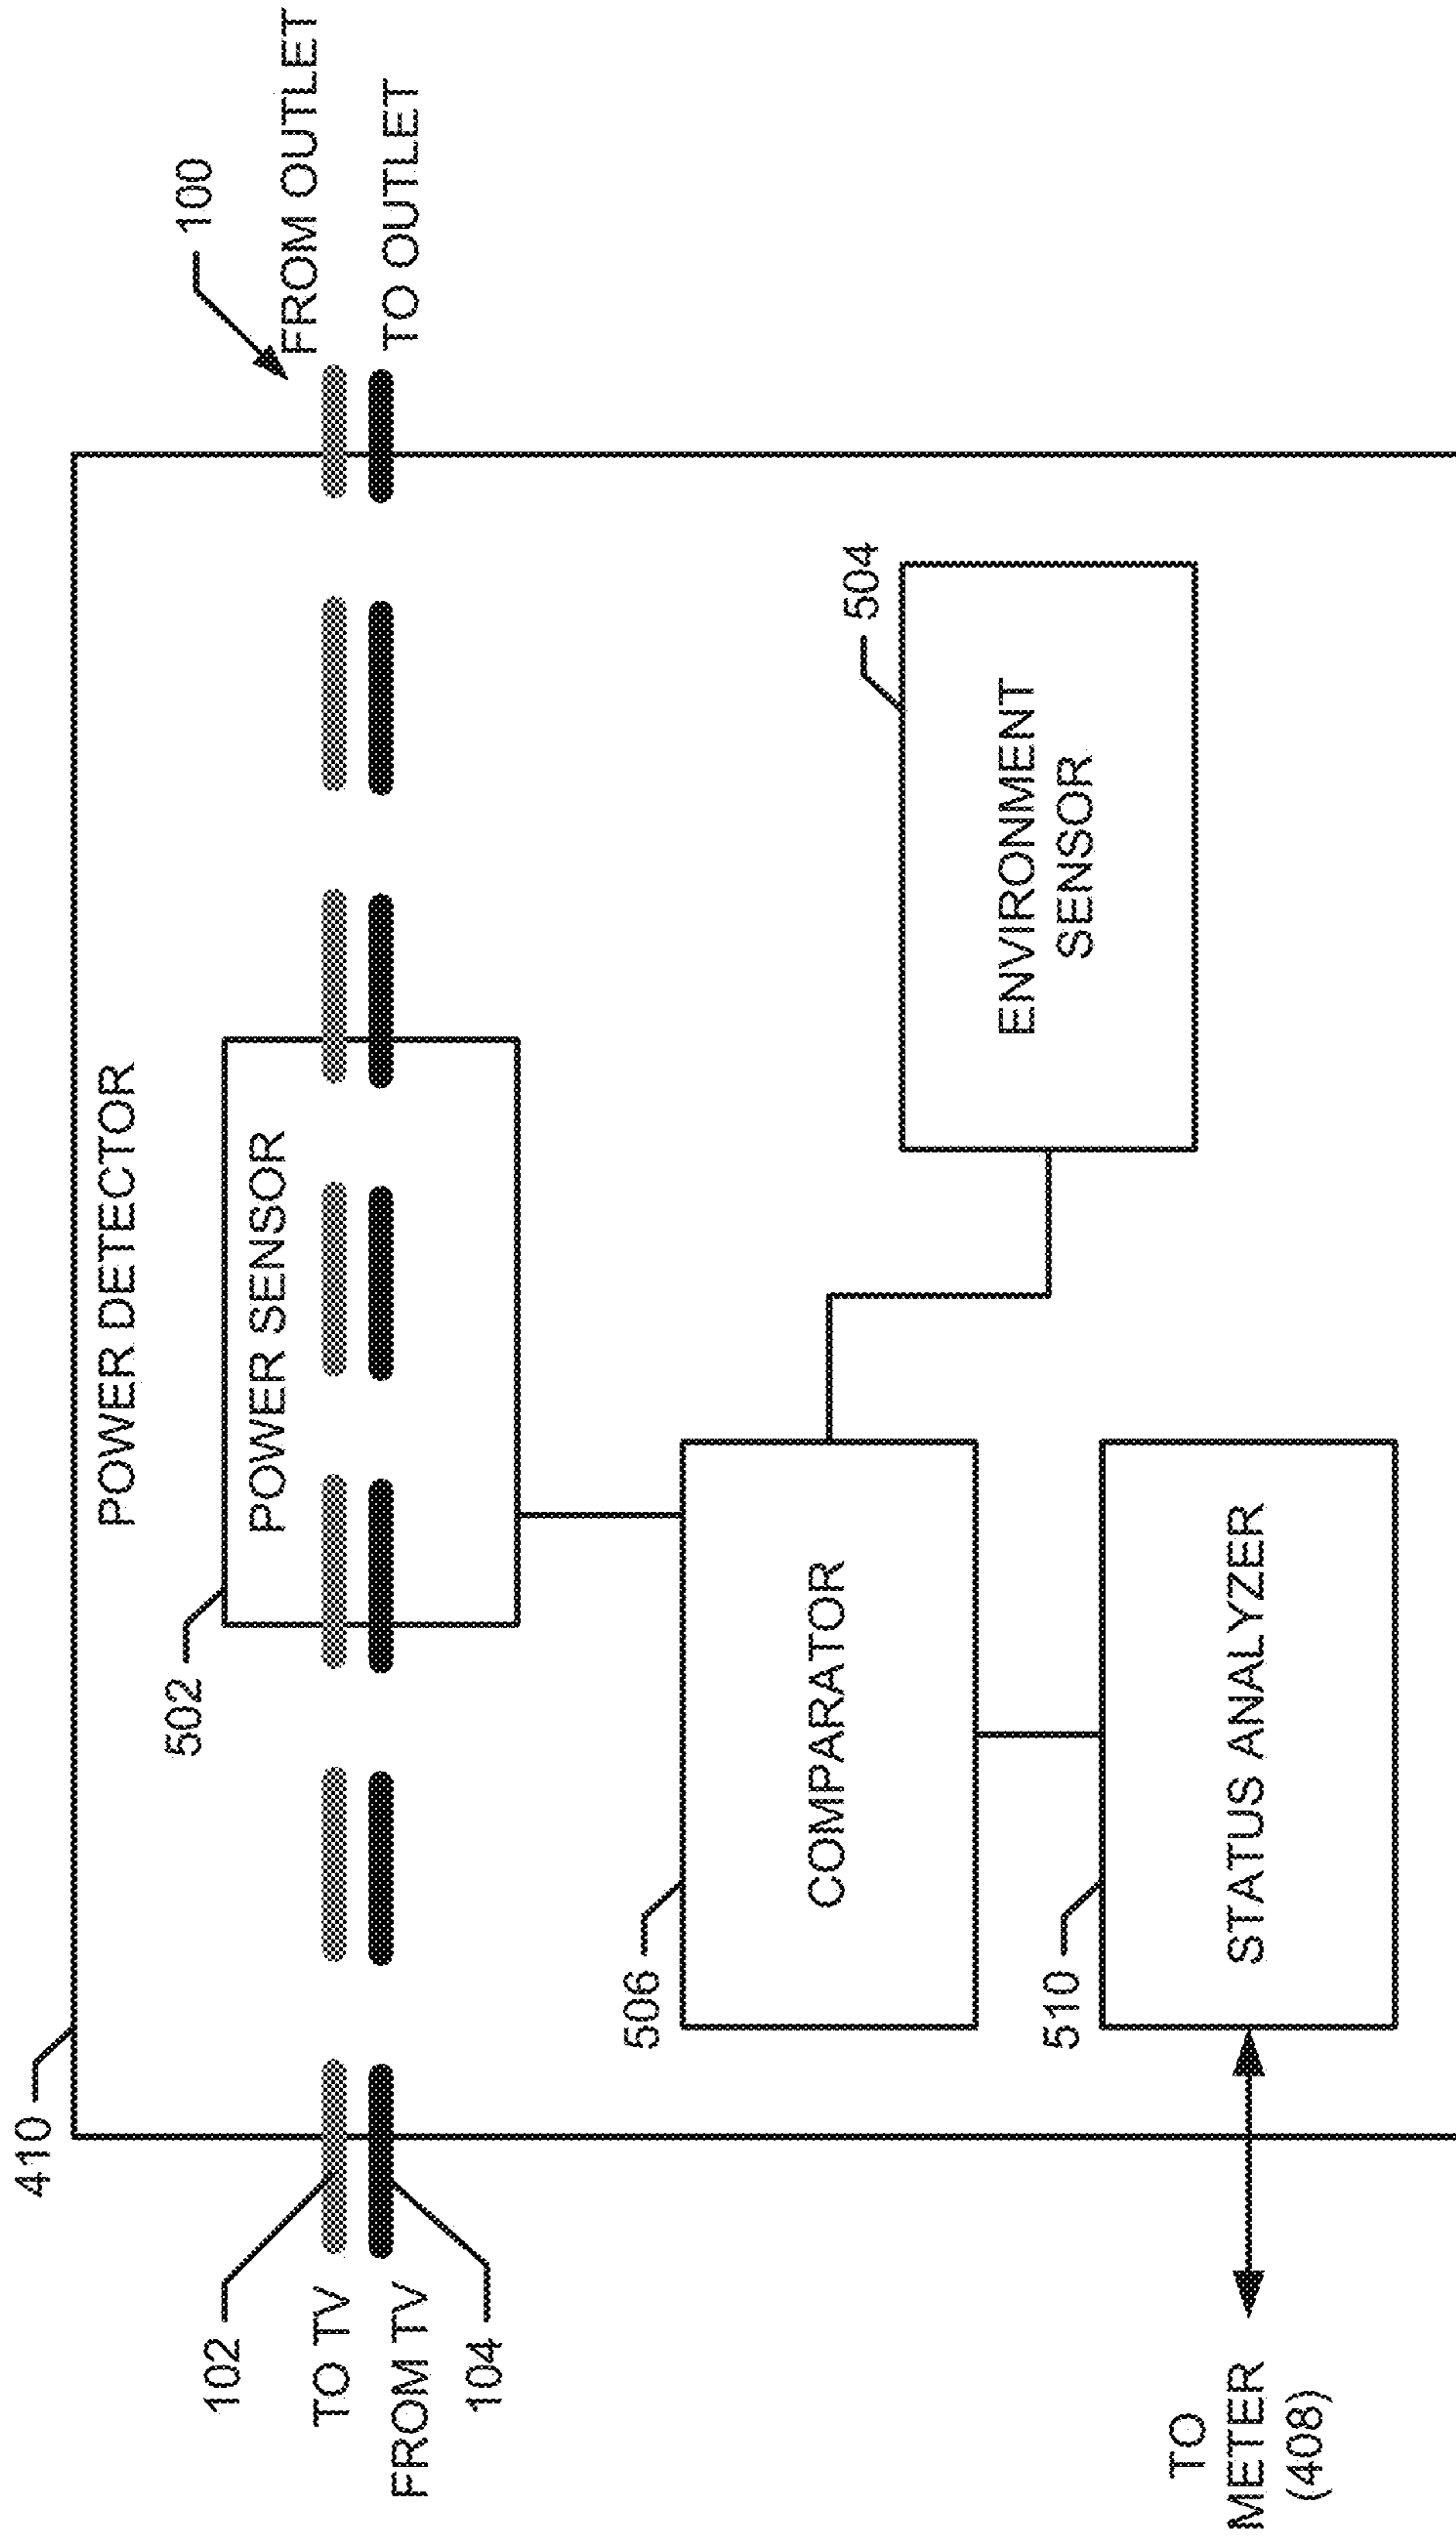 410
POWER DETECTOR
100
502
POWER SENSOR
FROM OUTLET
TO OUTLET
102
TO TV
FROM TV
104
506
COMPARATOR
504
ENVIRONMENT
SENSOR
510
STATUS ANALYZER
TO
METER
(408)